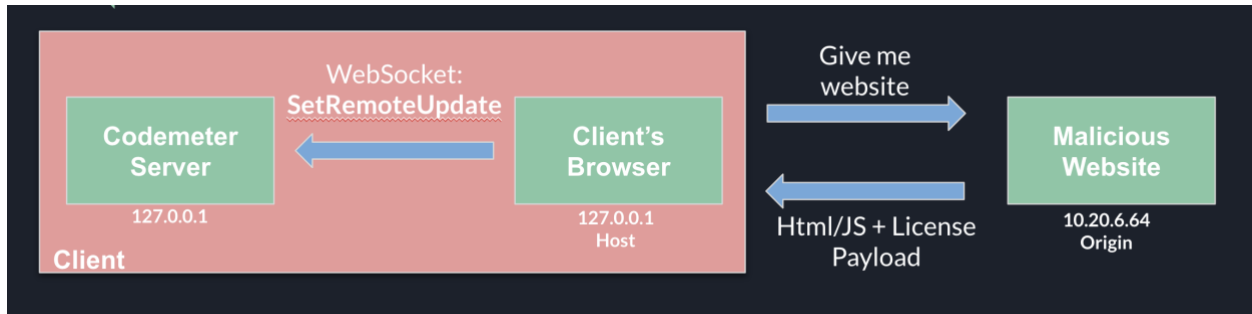 WebSocket:
SetRemoteUpdate
Codemeter
Server
127.0.0.1
Client's
Browser
127.0.0.1
Host
Client
Give me
website
Html/JS + License
Payload
Malicious
Website
10.20.6.64
Origin